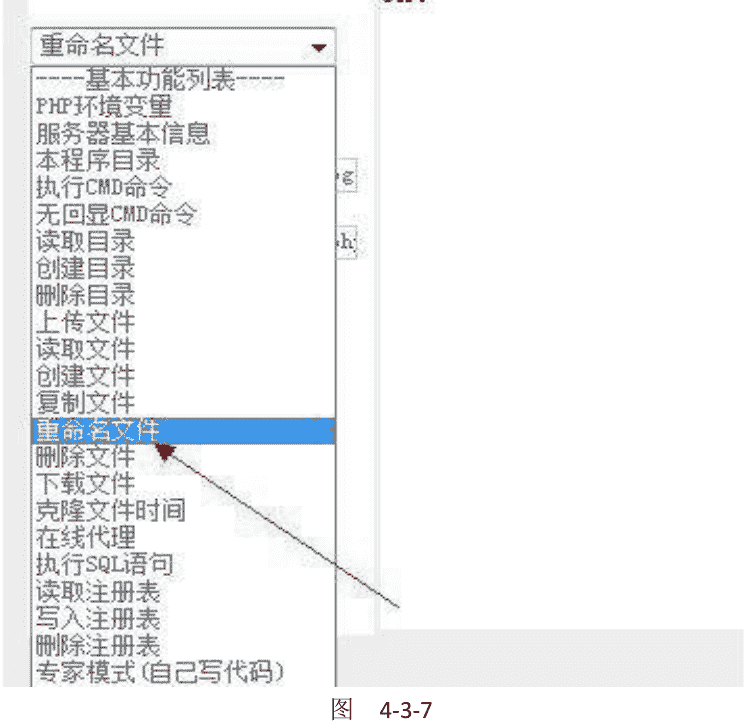 重命名文件
----基本功能列表----
PHP环境变量
服务器基本信息
本程序目录
执行CMD命令
无回显CMD命令
读取目录
创建目录
删除目录
上传文件
读取文件
创建文件
复制文件
重命名文件
删除文件
下载文件
克隆文件时间
在线代理
执行SQL语句
读取注册表
写入注册表
删除注册表
专家模式(自己写代码)
图 4-3-7